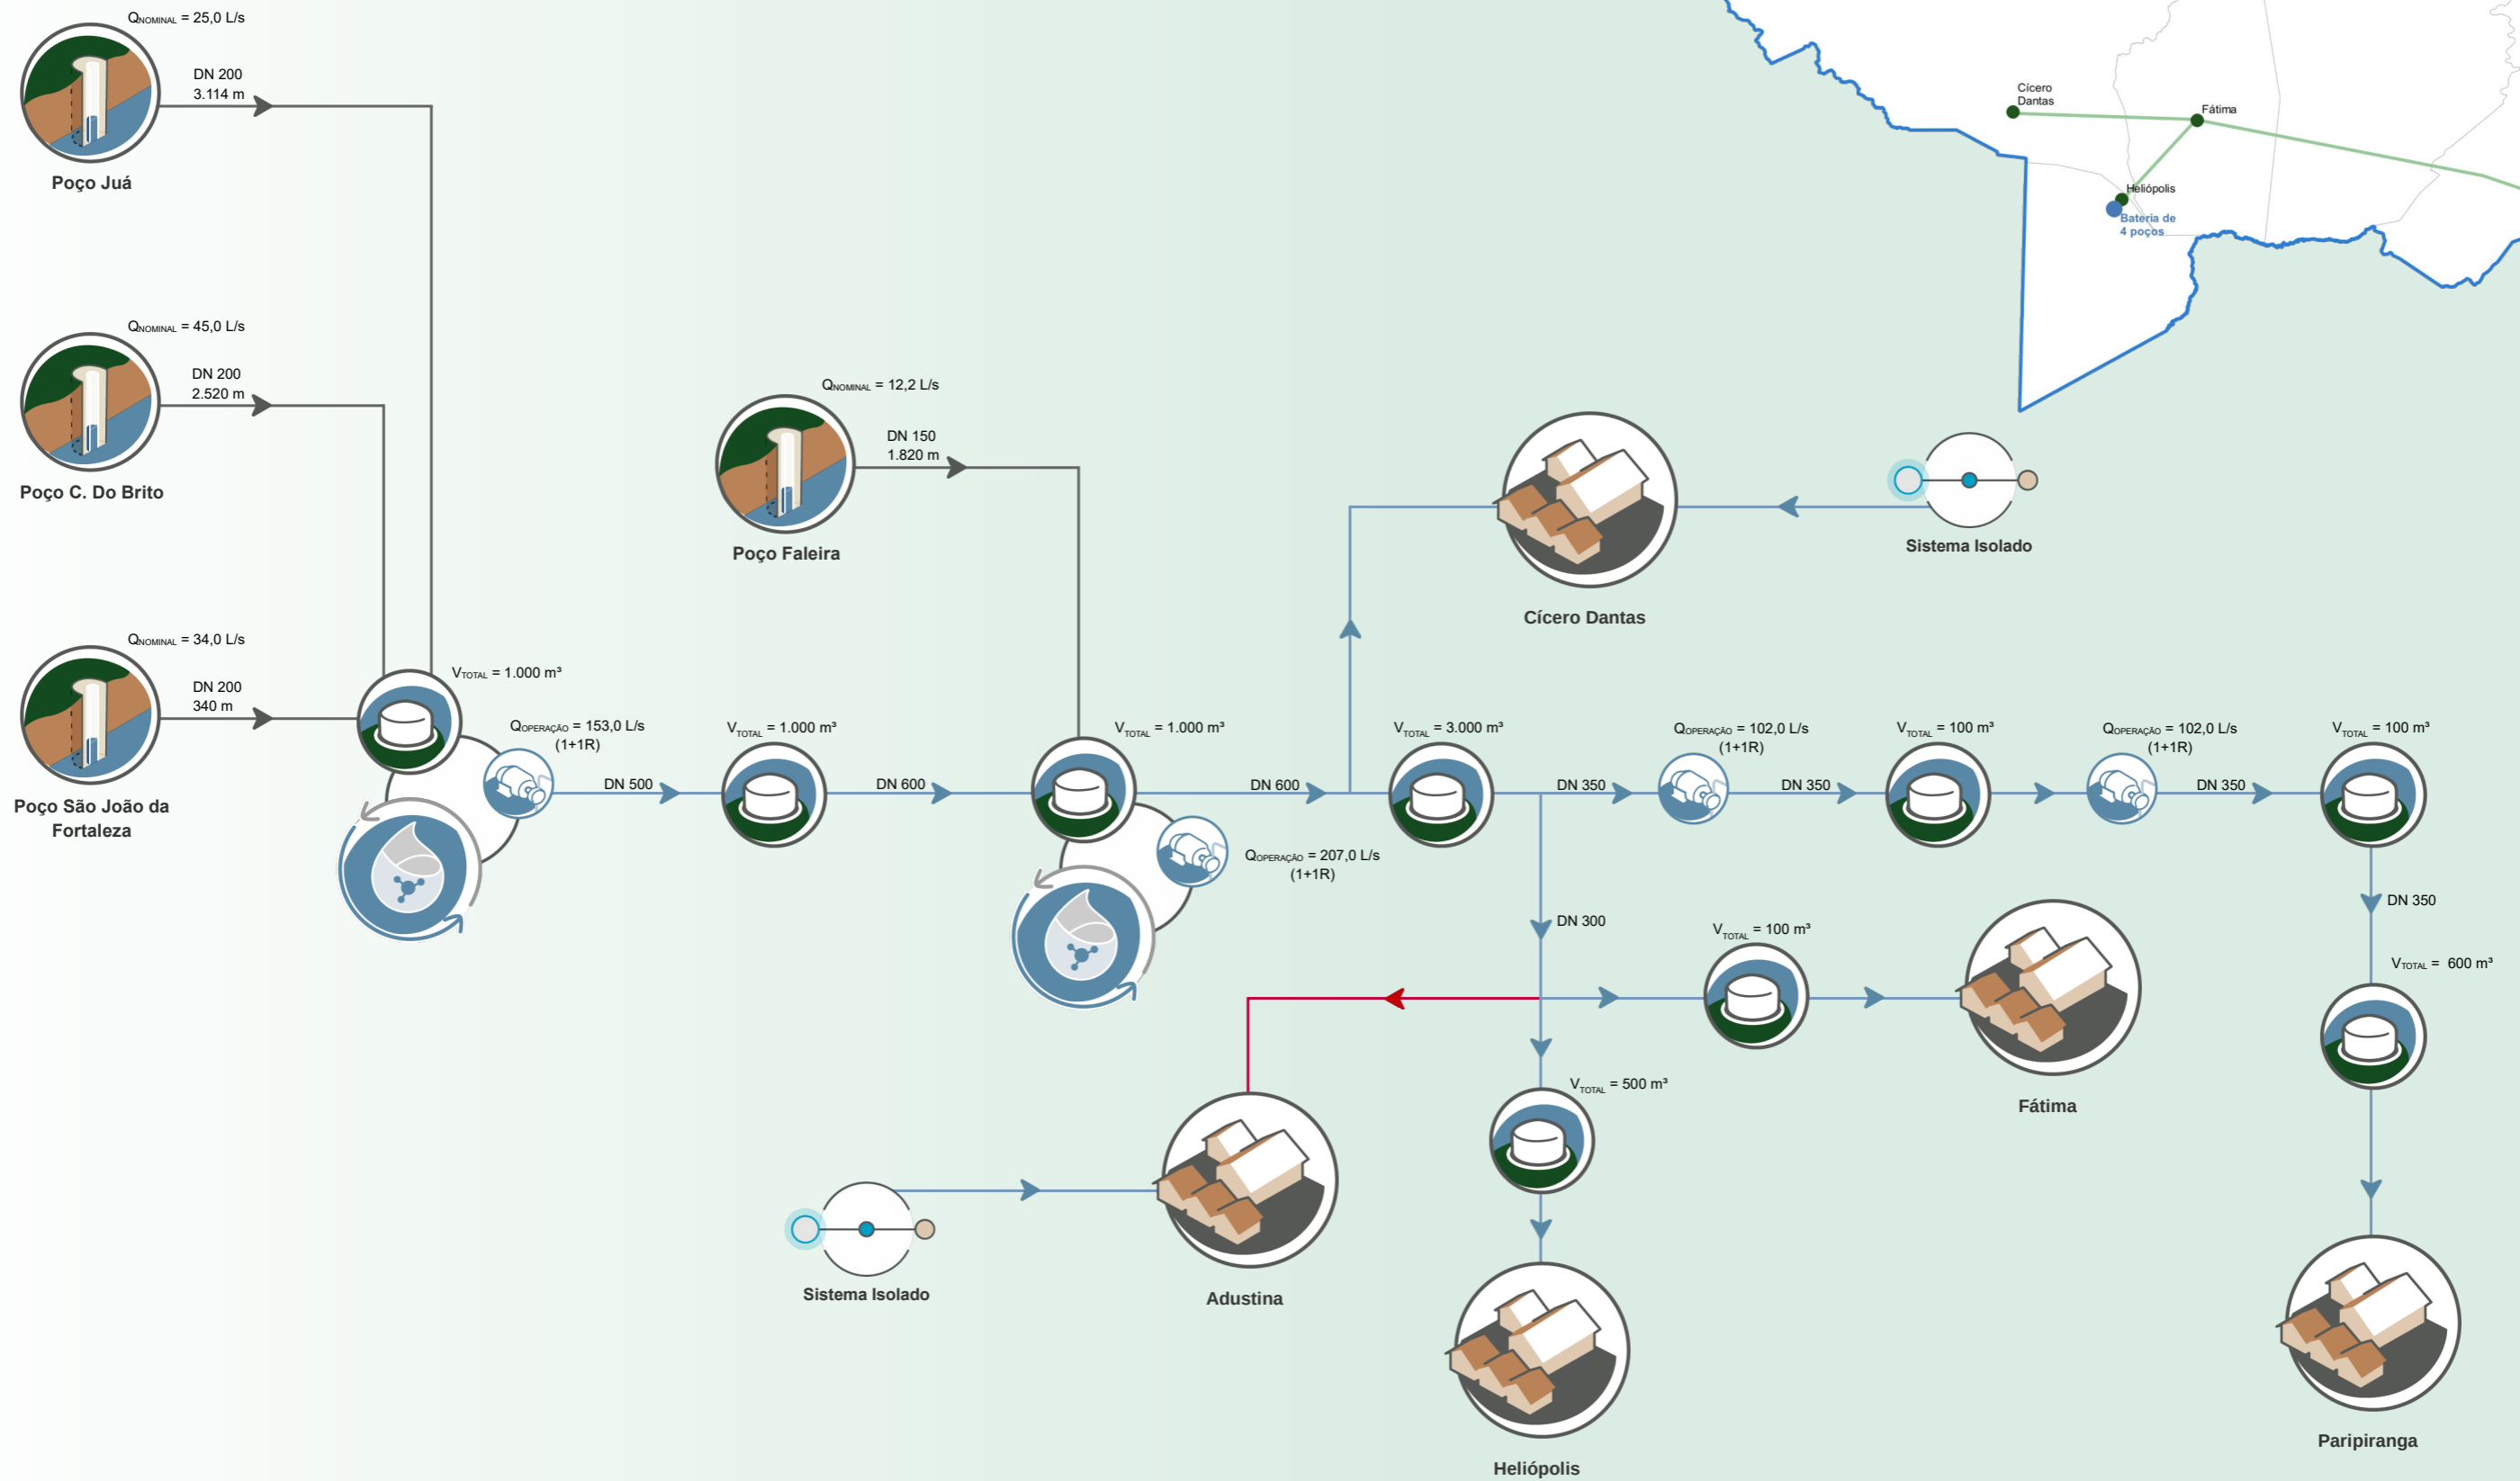 QNOMINAL = 25,0 L/s
DN 200
3.114 m
Poço Juá
QNOMINAL = 45,0 L/s
DN 200
2.520 m
Poço C. Do Brito
QNOMINAL = 34,0 L/s
DN 200
340 m
Poço São João da
Fortaleza
VTOTAL = 1.000 m³
QOPERAÇÃO = 153,0 L/s
(1+1R)
DN 500
VTOTAL = 1.000 m³
DN 600
QNOMINAL = 12,2 L/s
DN 150
1.820 m
Poço Faleira
VTOTAL = 1.000 m³
QOPERAÇÃO = 207,0 L/s
(1+1R)
DN 600
Cícero Dantas
Sistema Isolado
VTOTAL = 3.000 m³
DN 350
QOPERAÇÃO = 102,0 L/s
(1+1R)
DN 350
VTOTAL = 100 m³
QOPERAÇÃO = 102,0 L/s
(1+1R)
DN 350
VTOTAL = 100 m³
DN 350
VTOTAL = 600 m³
Paripiranga
DN 300
VTOTAL = 100 m³
Fátima
VTOTAL = 500 m³
Heliópolis
Adustina
Sistema Isolado
Cícero
Dantas
Fátima
Heliópolis
Bateria de
4 poços